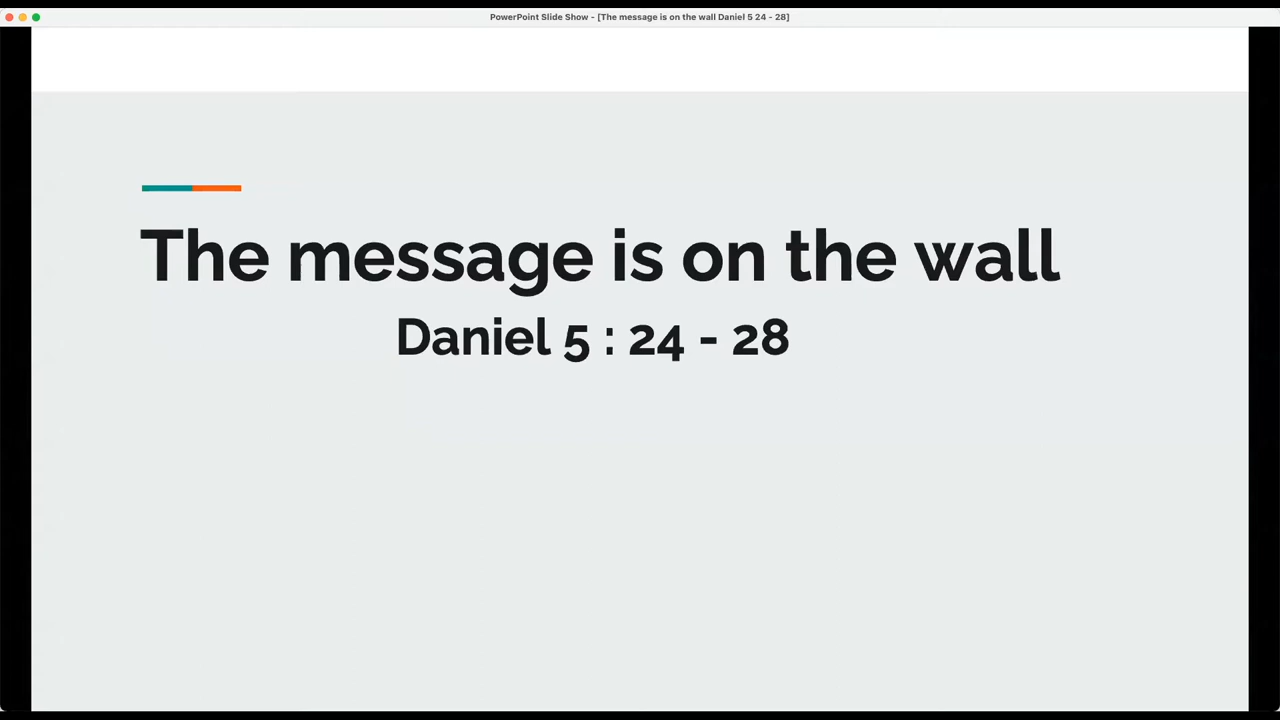 PowerPoint Slide Show - [The message is on the wall Daniel 5 24 - 28]
The message is on the wall
Daniel 5 : 24 - 28